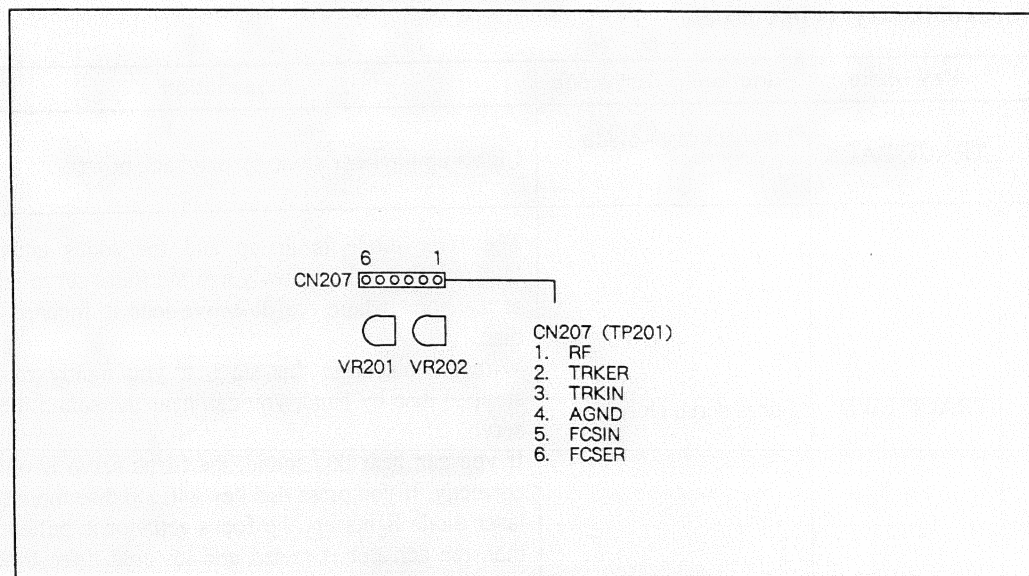 6 1
CN207
VR201 VR202
CN207 (TP201)
1. RF
2. TRKER
3. TRKIN
4. AGND
5. FCSIN
6. FCSER